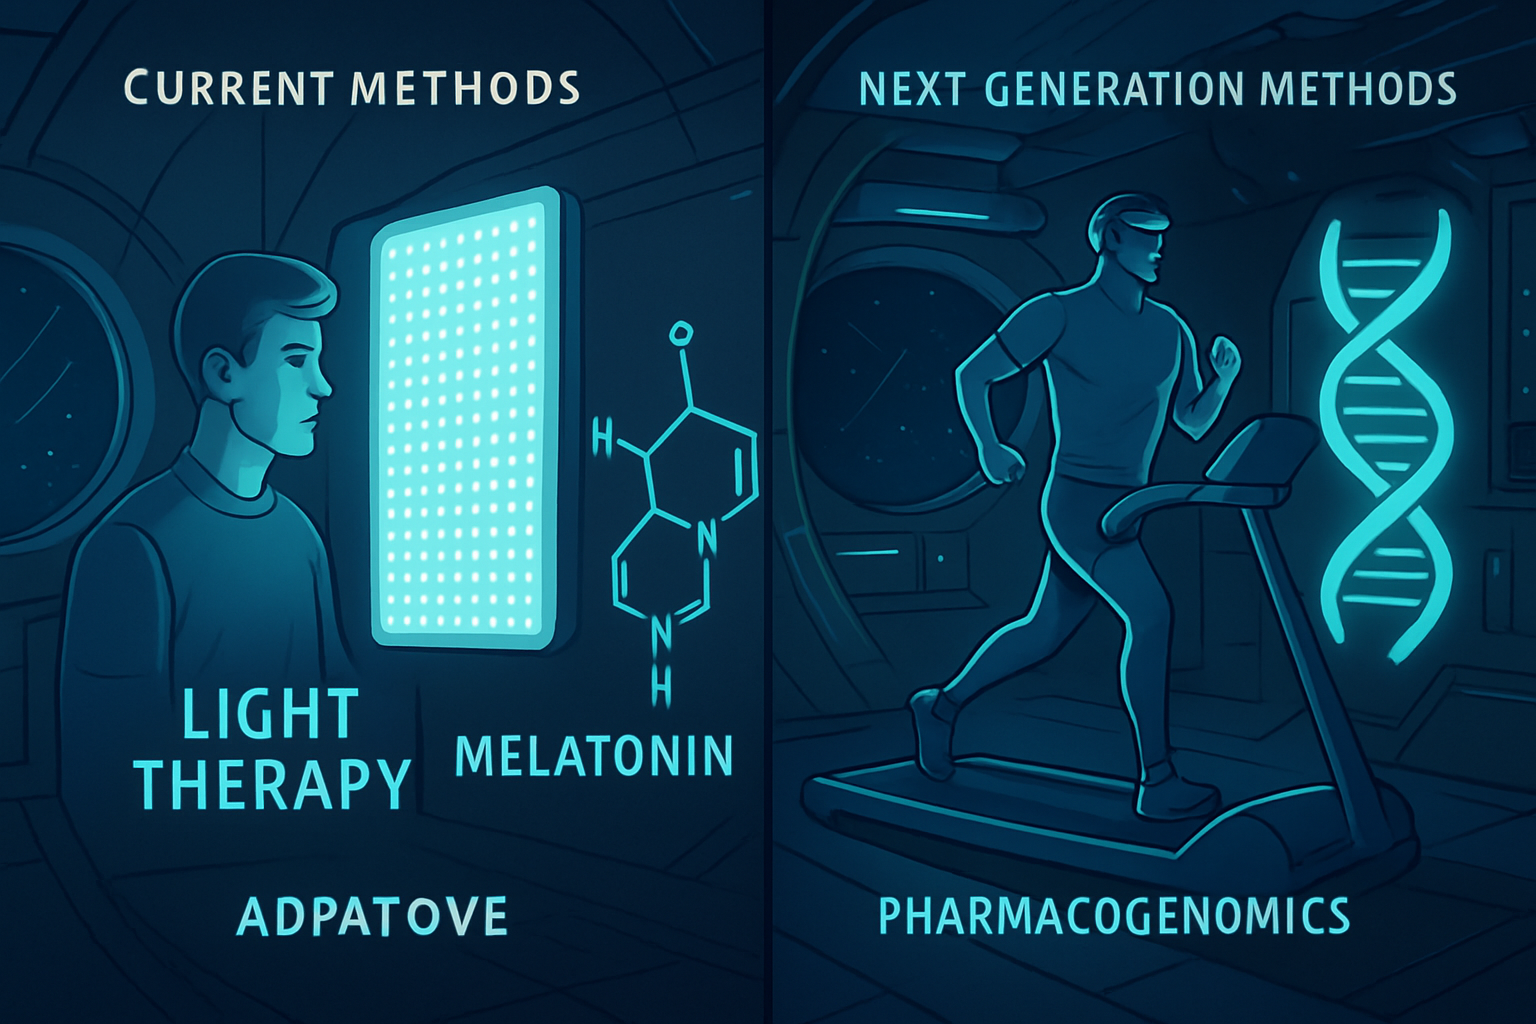 CURRENT METHODS
O
H
N
N
H
LIGHT
THERAPY
MELATONIN
ADPATOVE
NEXT GENERATION METHODS
PHARMACOGENOMICS